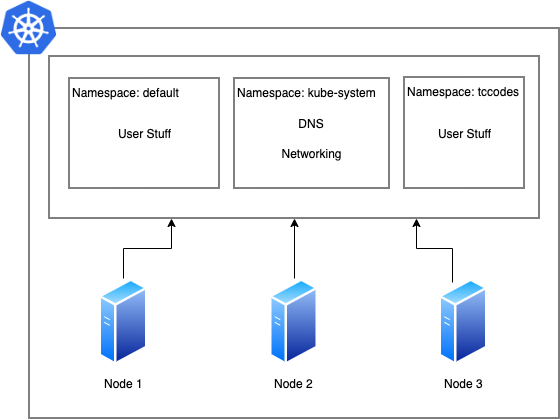 Namespace: default
User Stuff
Namespace: kube-system
DNS
Networking
Namespace: tccodes
User Stuff
Node 1
Node 2
Node 3